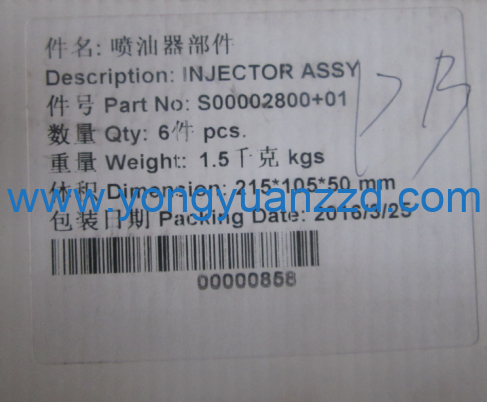 件名: 喷油器部件
Description: INJECTOR ASSY
件号 Part No: S00002800+01
数量 Qty: 6件 pcs.
重量 Weight: 1.5千克 kgs
体积 Dimension: 215*105*50 mm
www.yongyuanzzd.com
包装日期 Packing Date: 2016/3/25
00000858